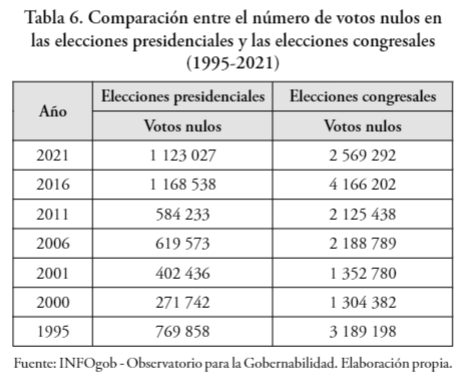 Tabla 6. Comparación entre el número de votos nulos en
las elecciones presidenciales y las elecciones congresales
(1995-2021)
Año Elecciones presidenciales Elecciones congresales
Votos nulos Votos nulos
2021 1 123 027 2 569 292
2016 1 168 538 4 166 202
2011 584 233 2 125 438
2006 619 573 2 188 789
2001 402 436 1 352 780
2000 271 742 1 304 382
1995 769 858 3 189 198
Fuente: INFOgob - Observatorio para la Gobernabilidad. Elaboración propia.